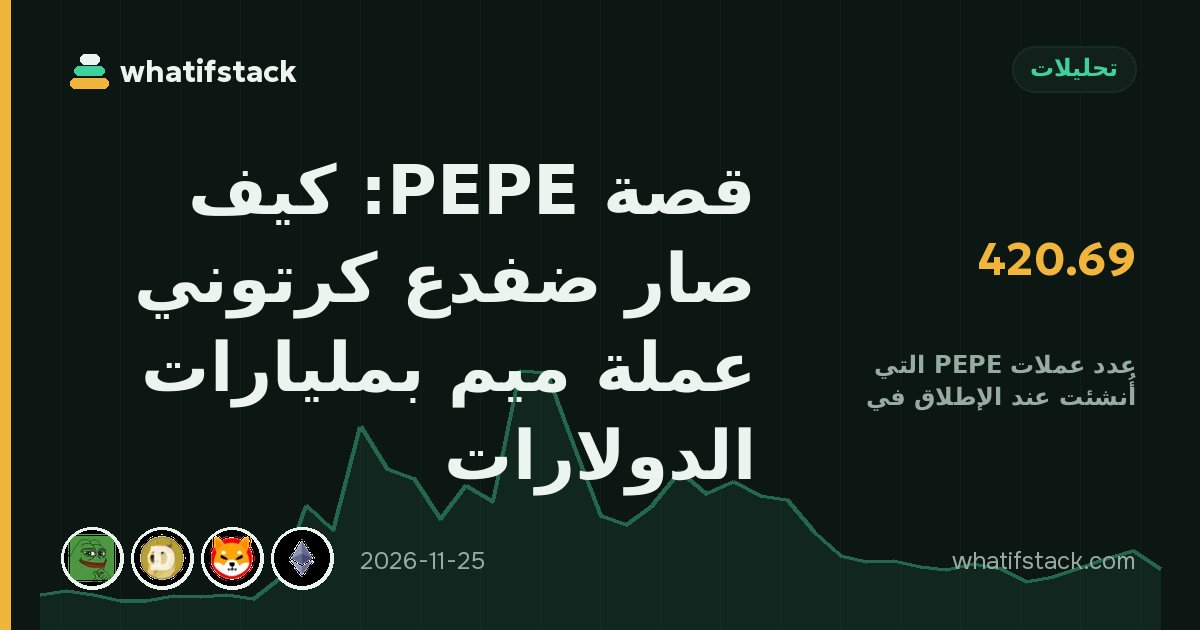 whatifstack
تحليلات
قصة PEPE: كيف
صار ضفدع كرتوني
عملة ميم بمليارات
الدولارات
420.69
عدد عملات PEPE التي
أُنشئت عند الإطلاق في
2026-11-25
whatifstack.com